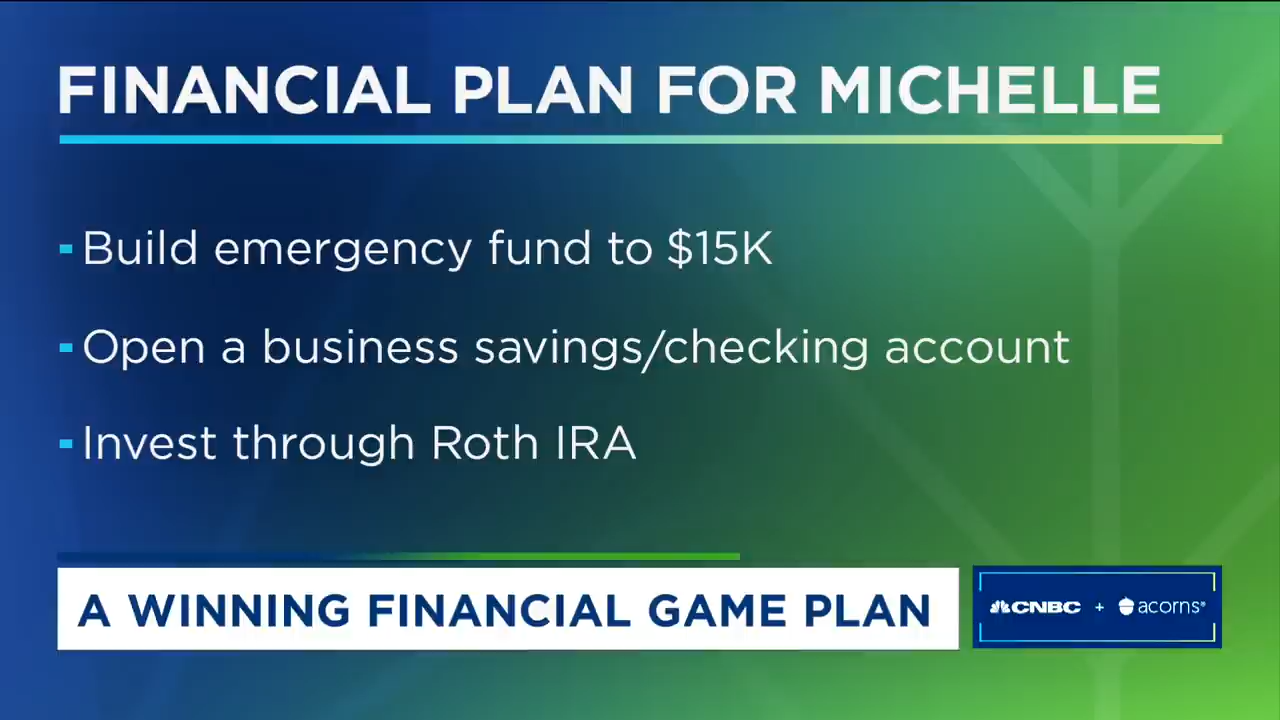 FINANCIAL PLAN FOR MICHELLE
- Build emergency fund to $15K
- Open a business savings/checking account
- Invest through Roth IRA
A WINNING FINANCIAL GAME PLAN
CNBC + acorns®